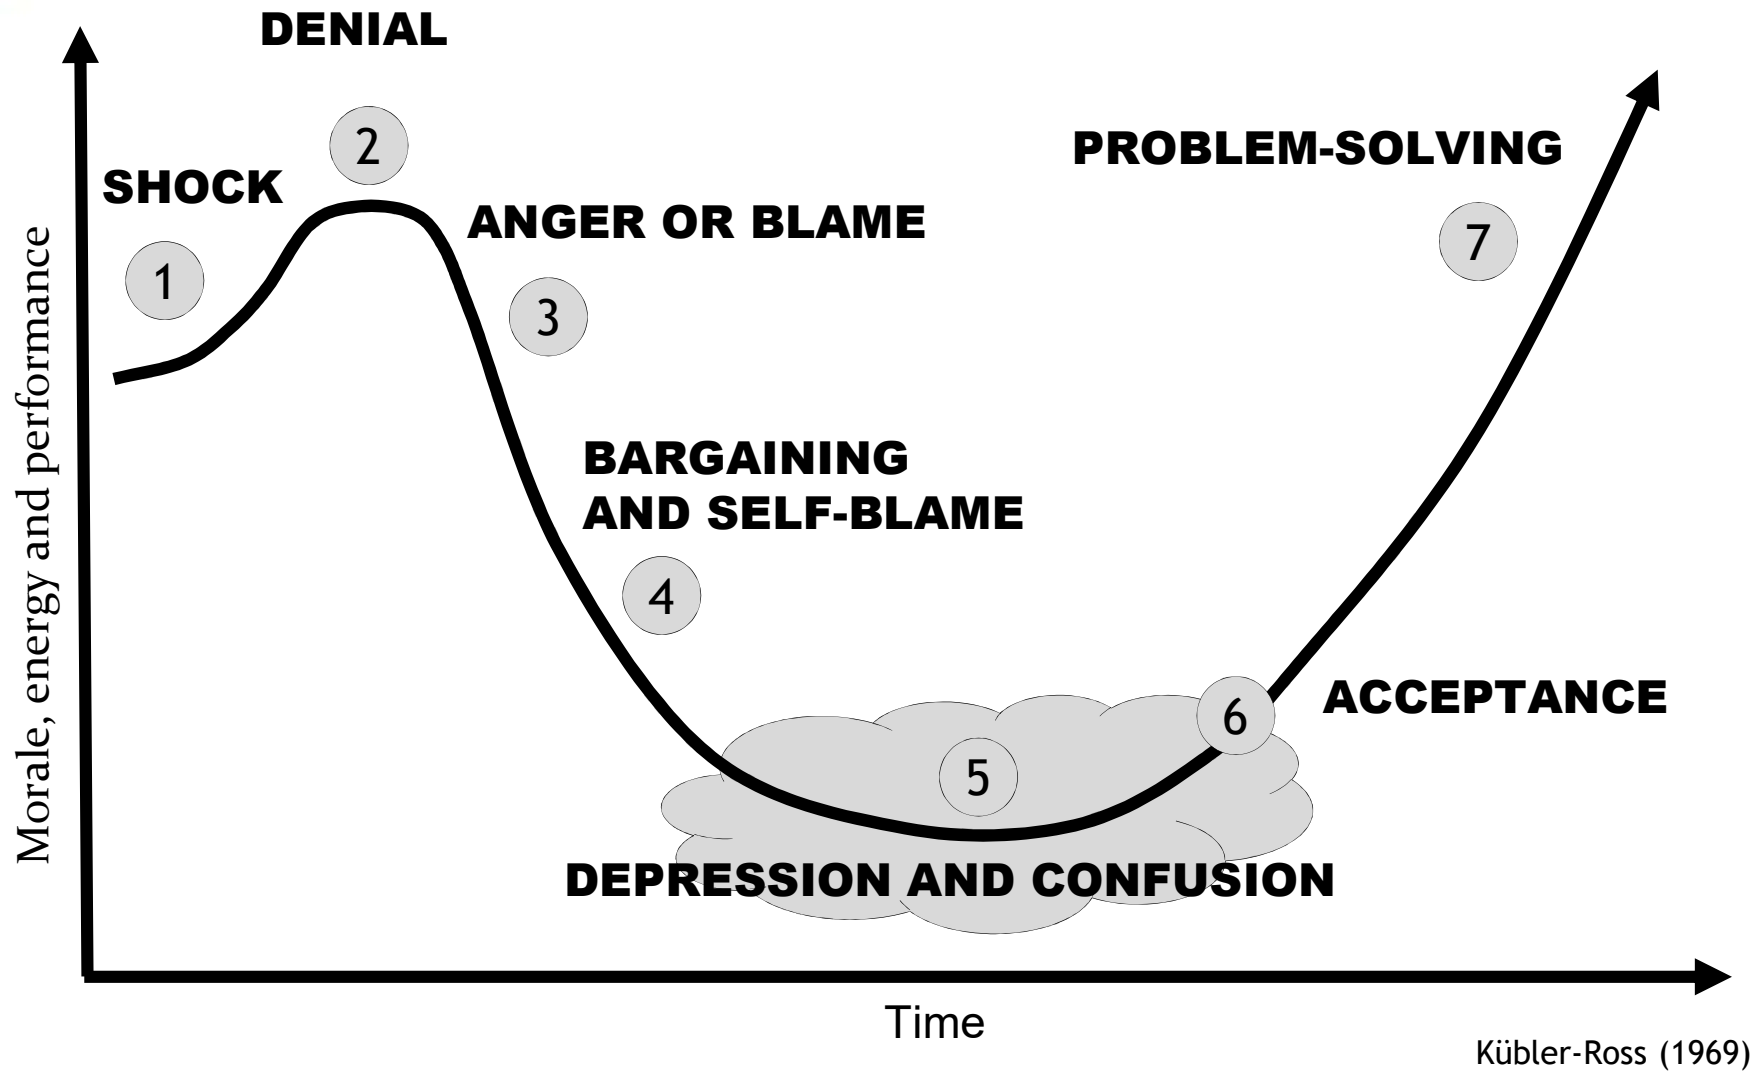 DENIAL
2
SHOCK
1
ANGER OR BLAME
3
BARGAINING
AND SELF-BLAME
4
PROBLEM-SOLVING
7
6
ACCEPTANCE
5
DEPRESSION AND CONFUSION
Morale, energy and performance
Time
Kübler-Ross (1969)